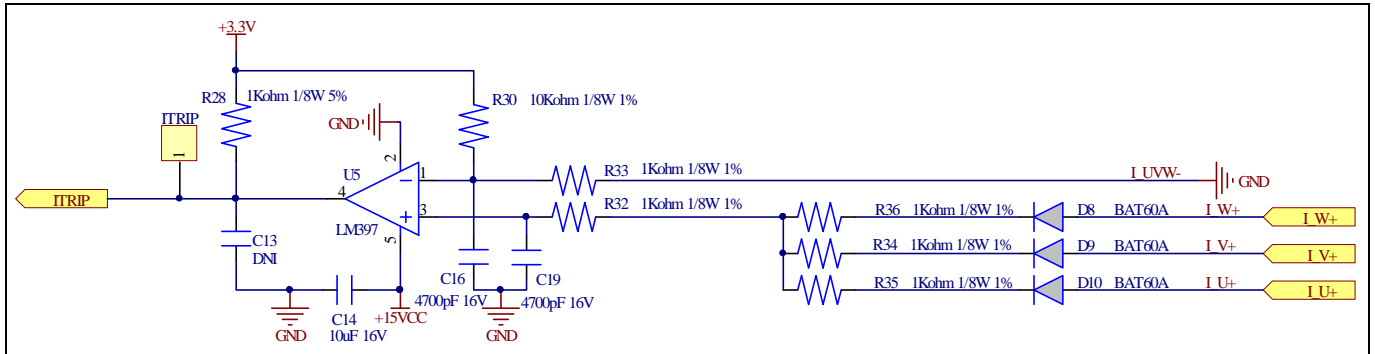 +3.3V
R28 1Kohm 1/8W 5%
R30 10Kohm 1/8W 1%
ITRIP
1
GND
2
U5
4
1
3
5
LM397
ITRIP
R33 1Kohm 1/8W 1%
I_UVW-
GND
R32 1Kohm 1/8W 1%
R36 1Kohm 1/8W 1%
D8 BAT60A
I_W+
I_W+
R34 1Kohm 1/8W 1%
D9 BAT60A
I_V+
I_V+
R35 1Kohm 1/8W 1%
D10 BAT60A
I_U+
I_U+
C13
DNI
C16
4700pF 16V
C19
4700pF 16V
GND
C14
10uF 16V
+15VCC
GND